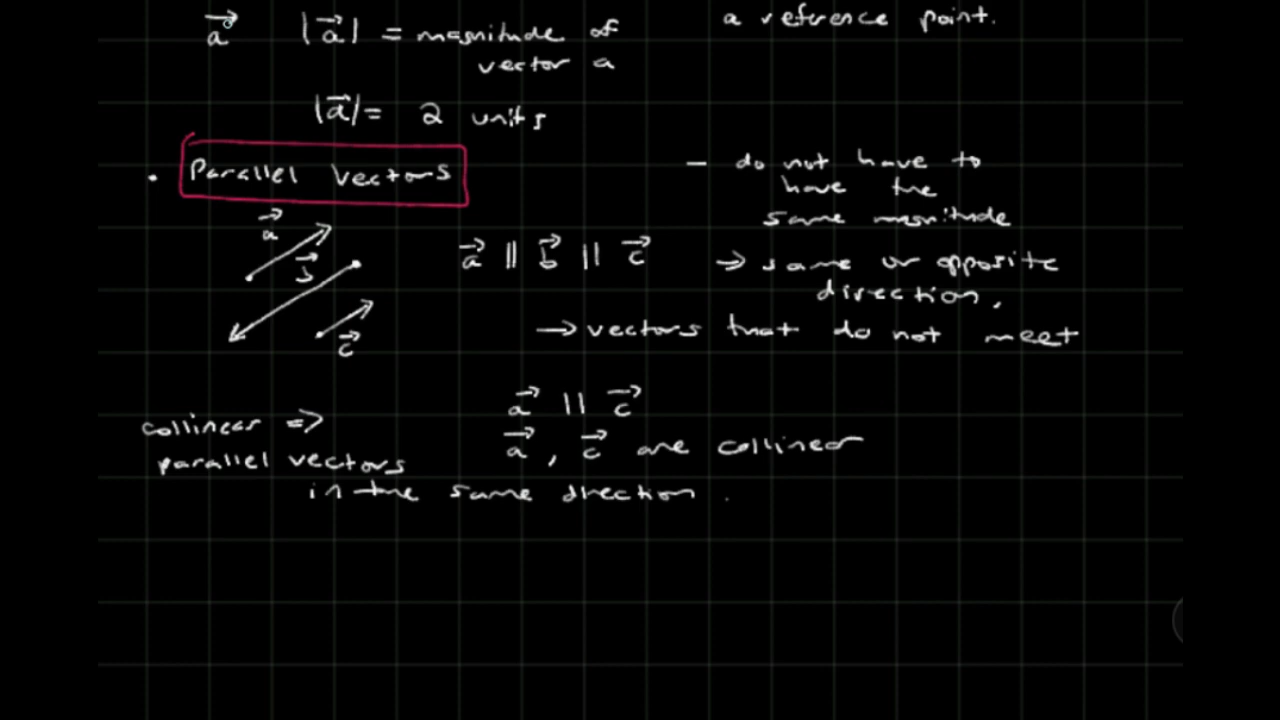 a⃗ |a⃗| = magnitude of
vector a
a reference point.
|a⃗| = 2 units
• Parallel Vectors
- do not have to
have the
same magnitude
a⃗
b⃗
c⃗
a⃗ || b⃗ || c⃗
→ same or opposite
direction.
→ vectors that do not meet
collinear =>
parallel vectors
in the same direction.
a⃗ || c⃗
a⃗, c⃗ are collinear